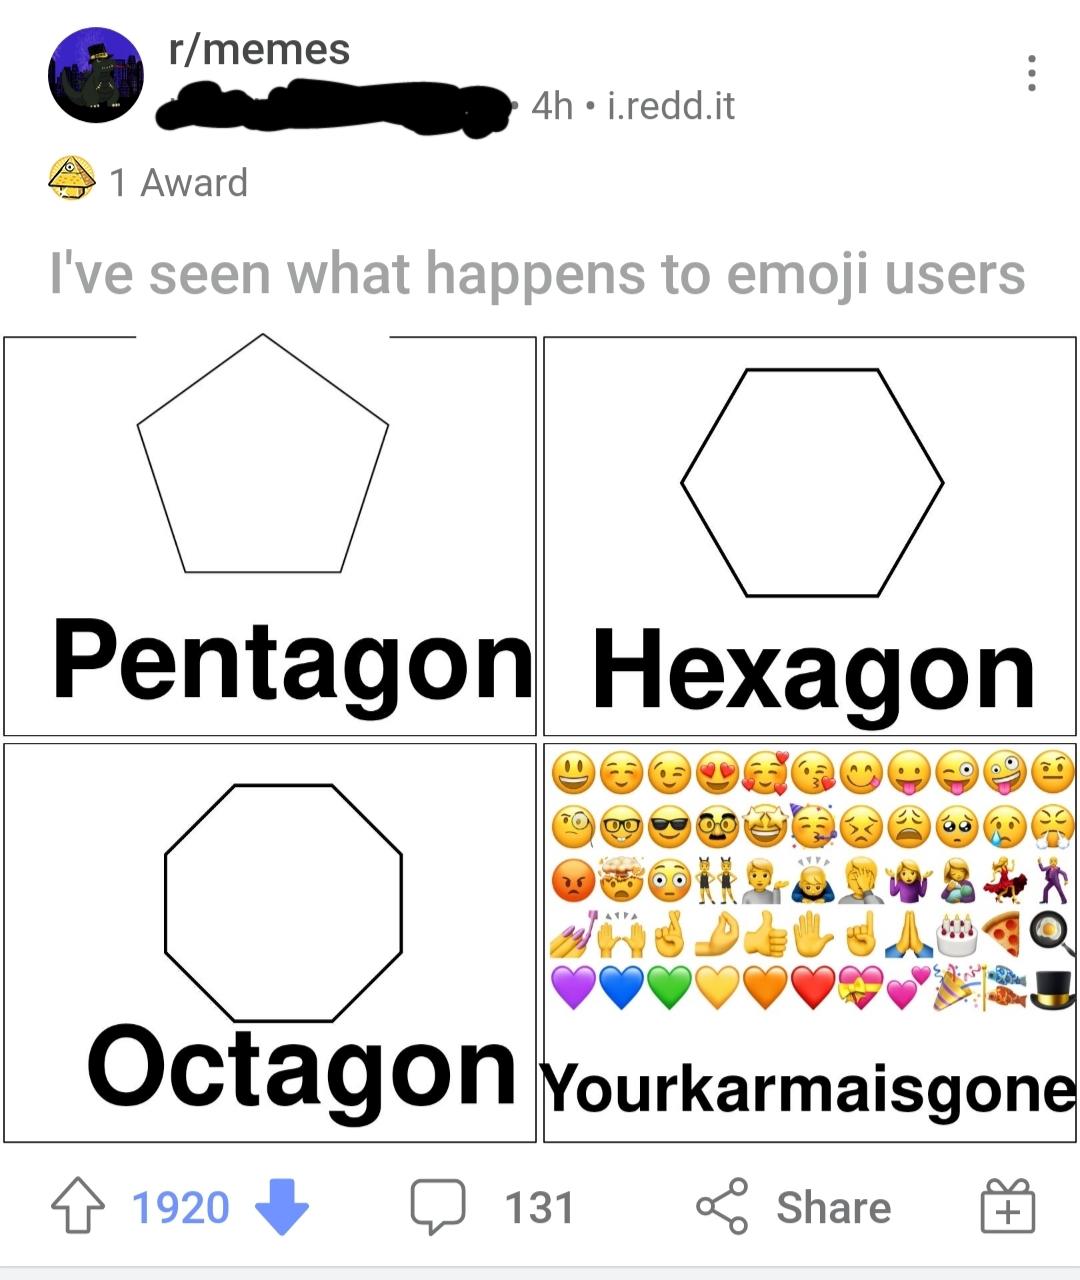 r/memes
• 4h • i.redd.it
1 Award
I've seen what happens to emoji users
Pentagon
Hexagon
Octagon
Yourkarmaisgone
1920
131
Share